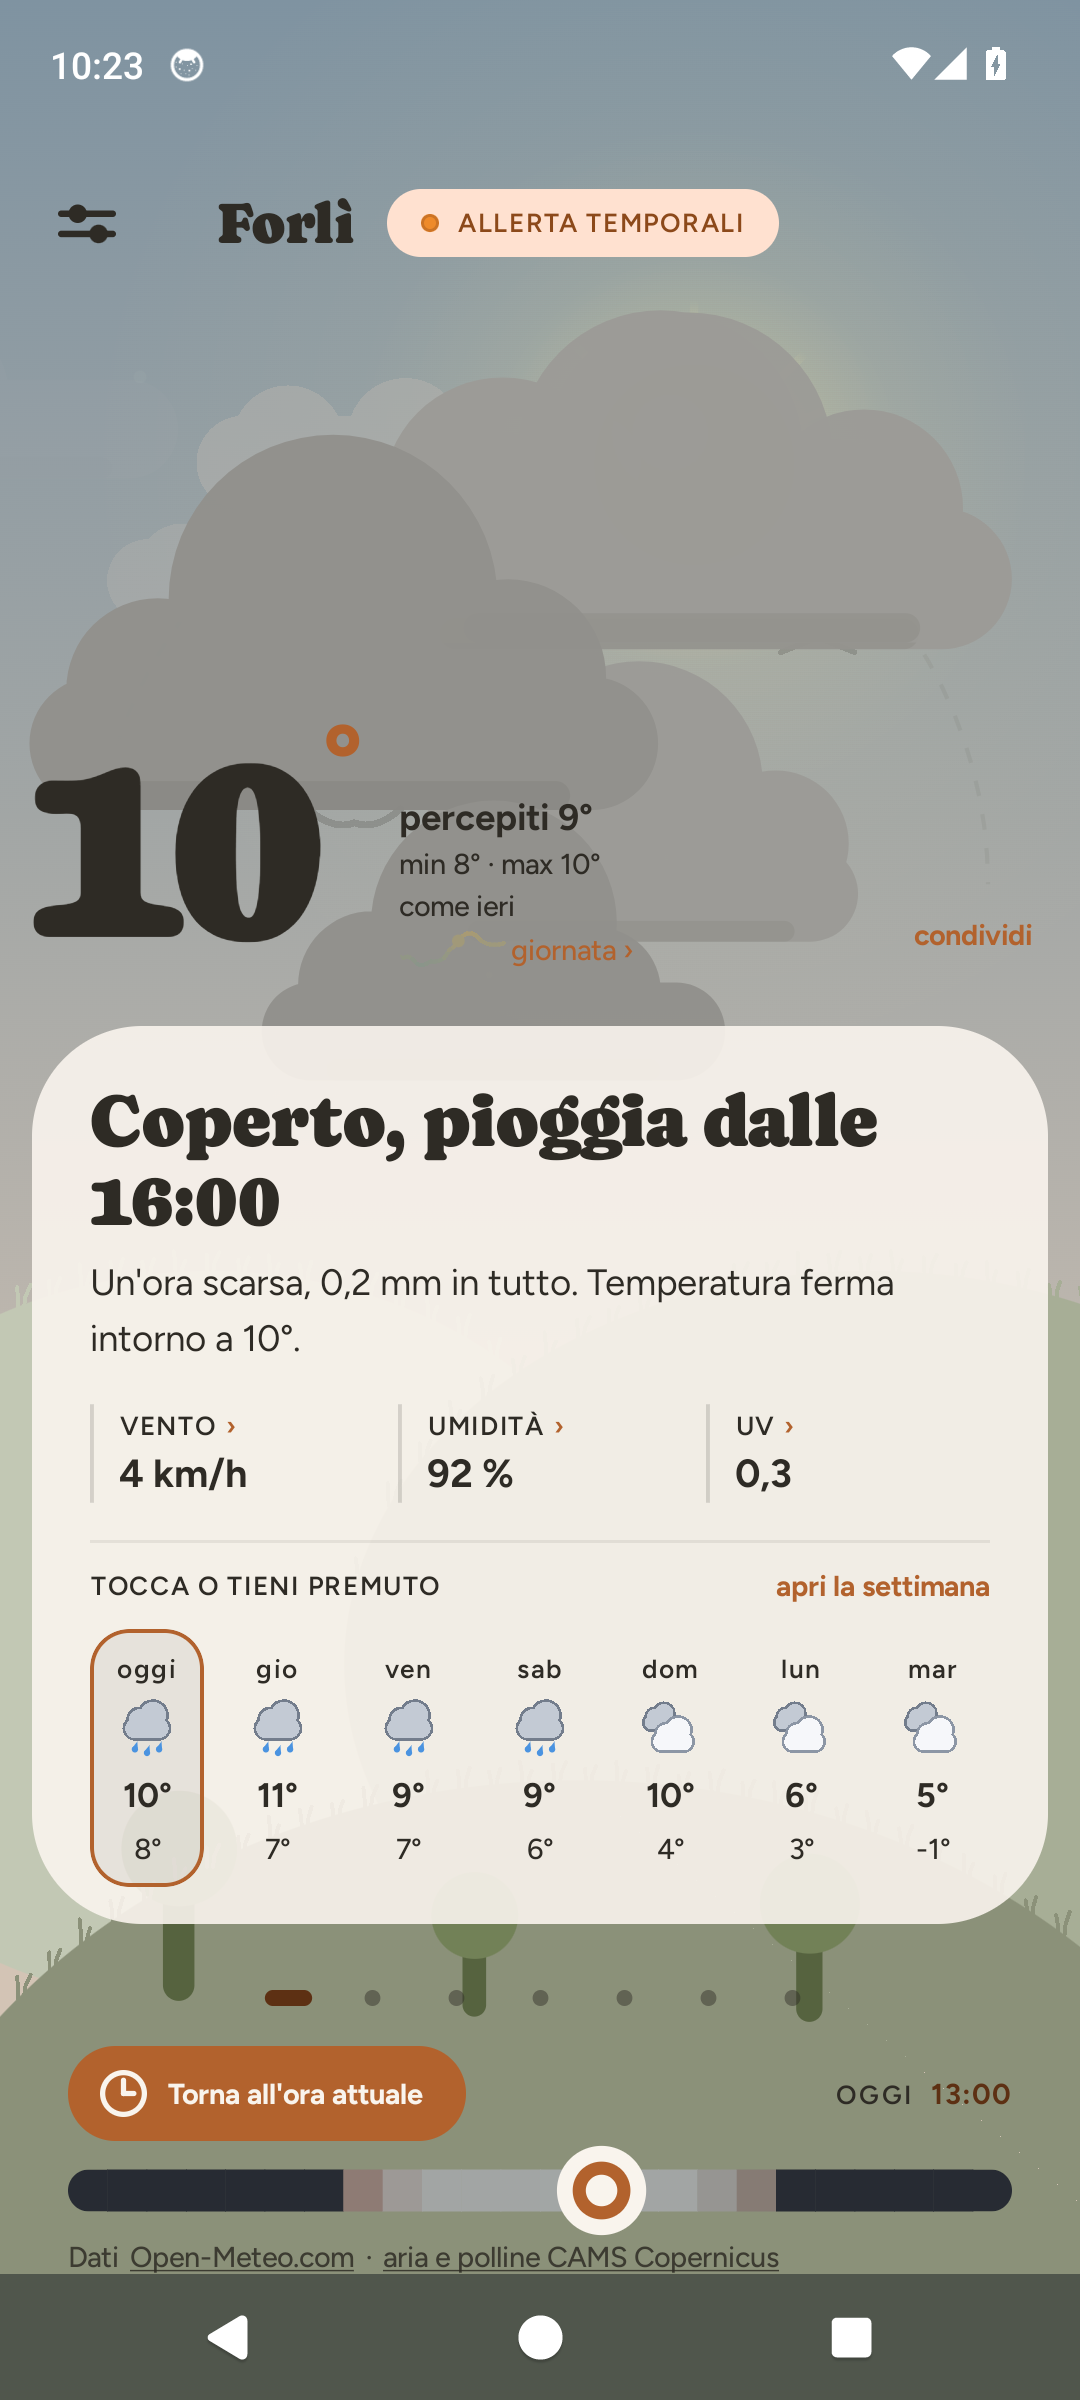 10:23
Forlì
ALLERTA TEMPORALI
10°
percepiti 9°
min 8° · max 10°
come ieri
giornata ›
condividi
Coperto, pioggia dalle
16:00
Un'ora scarsa, 0,2 mm in tutto. Temperatura ferma
intorno a 10°.
VENTO › UMIDITÀ › UV ›
4 km/h 92 % 0,3
TOCCA O TIENI PREMUTO apri la settimana
oggi gio ven sab dom lun mar
10° 11° 9° 9° 10° 6° 5°
8° 7° 7° 6° 4° 3° -1°
Torna all'ora attuale
OGGI 13:00
Dati Open-Meteo.com · aria e polline CAMS Copernicus